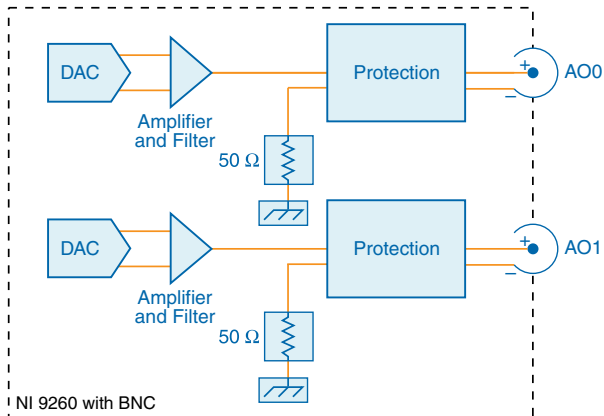 DAC
Amplifier
and Filter
50 Ω
Protection
+
−
AO0
DAC
Amplifier
and Filter
50 Ω
Protection
+
−
AO1
NI 9260 with BNC